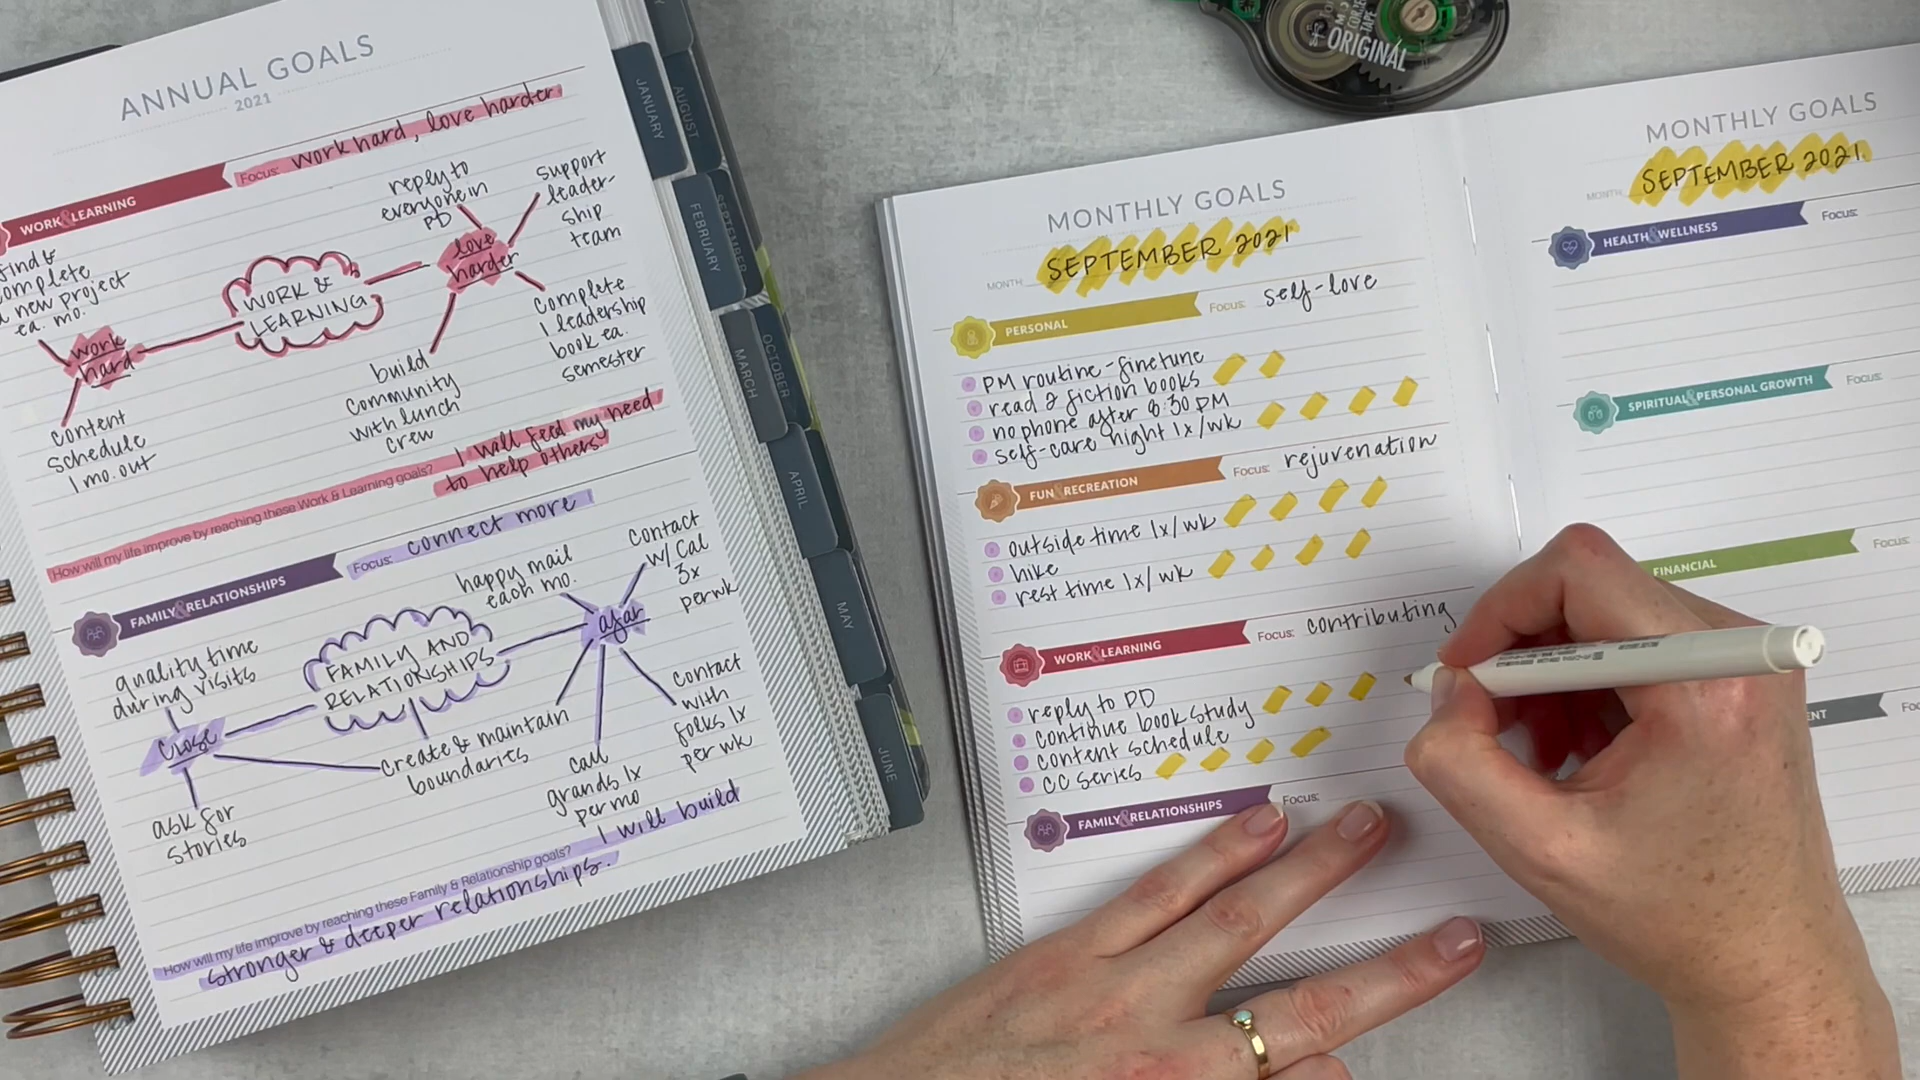 ANNUAL GOALS
2021
WORK & LEARNING
Focus: work hard, love harder
find &
complete
new project
ea. mo.
work
hard
content
schedule
1 mo. out
WORK &
LEARNING
reply to
everyone in
PD
love
harder
support
leader-
ship
team
complete
1 leadership
book ea.
semester
build
community
with lunch
crew
How will my life improve by reaching these Work & Learning goals? I will feed my need
to help others.
FAMILY & RELATIONSHIPS
Focus: connect more
quality time
during visits
close
ask for
stories
FAMILY AND
RELATIONSHIPS
create & maintain
boundaries
happy mail
each mo.
afar
contact
w/ Cal
3x
per wk
contact
with
folks 1x
per wk
call
grands 1x
per mo
How will my life improve by reaching these Family & Relationship goals? I will build
stronger & deeper relationships.
JANUARY
FEBRUARY
MARCH
APRIL
MAY
JUNE
AUGUST
SEPTEMBER
OCTOBER
TAPE
ORIGINAL
MONTHLY GOALS
MONTH: SEPTEMBER 2021
PERSONAL
Focus: self-love
PM routine - finetune
read 2 fiction books
no phone after 8:30 PM
self-care night 1x/wk
FUN & RECREATION
Focus: rejuvenation
outside time 1x/wk
hike
rest time 1x/wk
WORK & LEARNING
Focus: contributing
reply to PD
continue book study
content schedule
CC series
FAMILY & RELATIONSHIPS
Focus:
MONTHLY GOALS
MONTH: SEPTEMBER 2021
HEALTH & WELLNESS
Focus:
SPIRITUAL & PERSONAL GROWTH
Focus:
FINANCIAL
Focus: